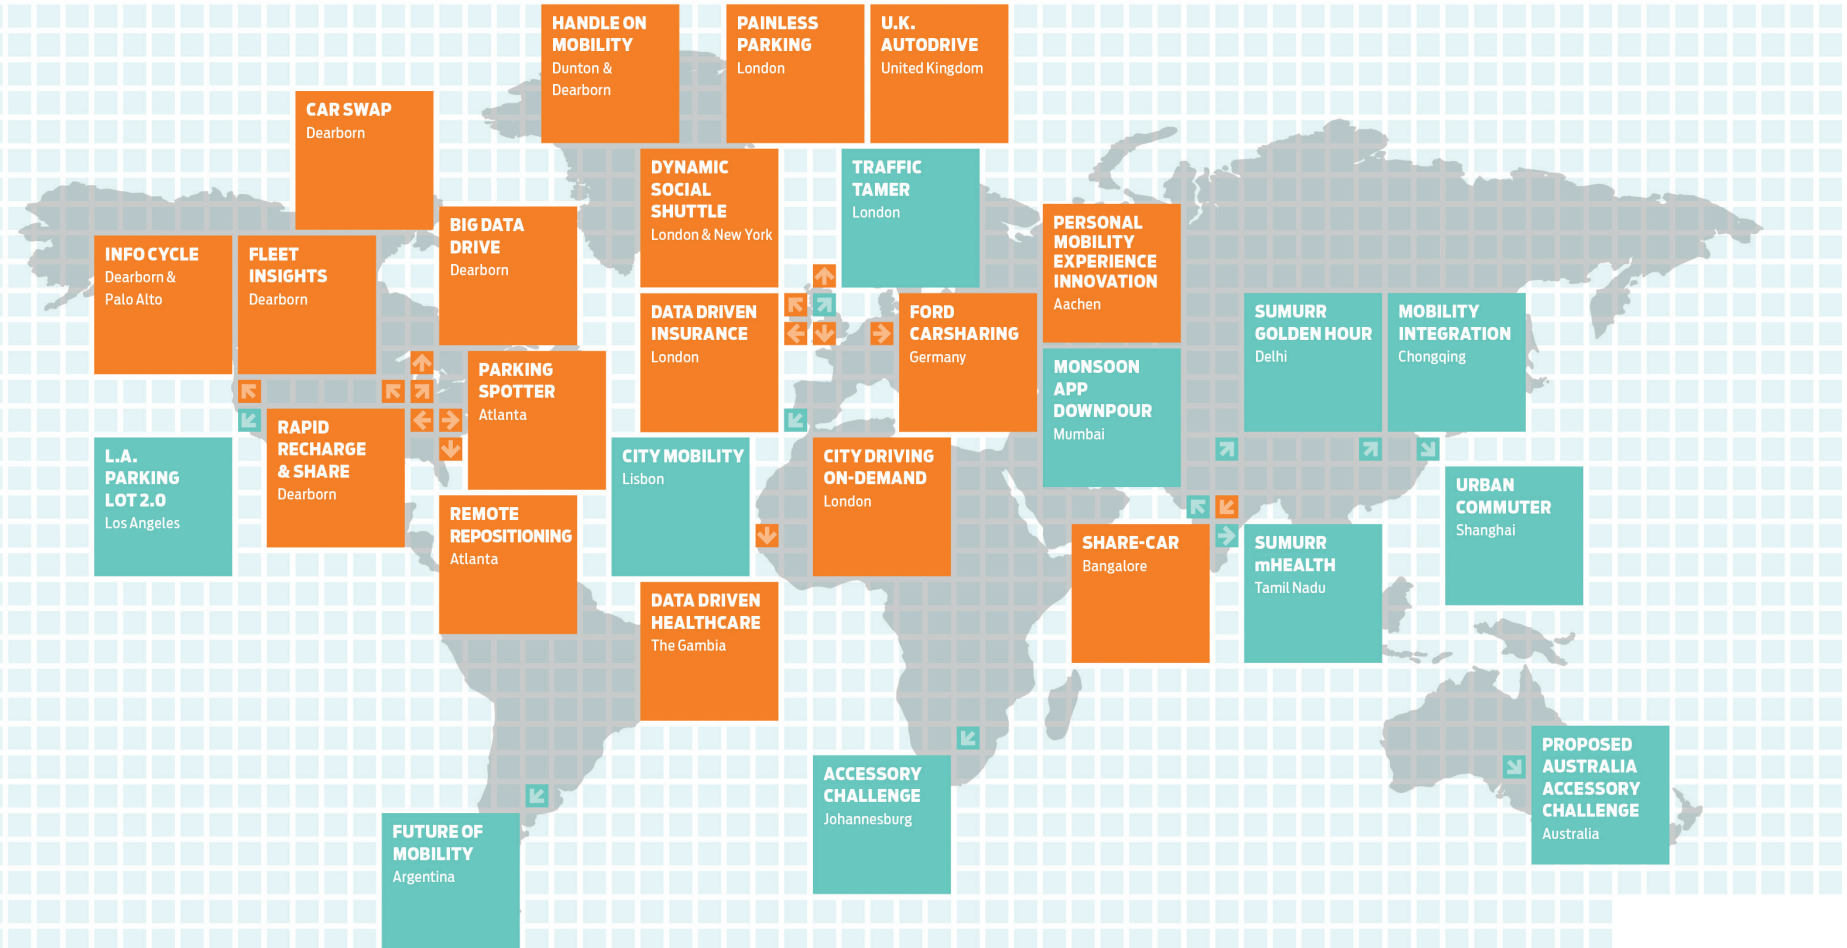 HANDLE ON
MOBILITY
Dunton &
Dearborn
PAINLESS
PARKING
London
U.K.
AUTODRIVE
United Kingdom
CAR SWAP
Dearborn
DYNAMIC
SOCIAL
SHUTTLE
London & New York
TRAFFIC
TAMER
London
BIG DATA
DRIVE
Dearborn
PERSONAL
MOBILITY
EXPERIENCE
INNOVATION
Aachen
INFO CYCLE
Dearborn &
Palo Alto
FLEET
INSIGHTS
Dearborn
DATA DRIVEN
INSURANCE
London
FORD
CARSHARING
Germany
SUMURR
GOLDEN HOUR
Delhi
MOBILITY
INTEGRATION
Chongqing
PARKING
SPOTTER
Atlanta
MONSOON
APP
DOWNPOUR
Mumbai
RAPID
RECHARGE
& SHARE
Dearborn
L.A.
PARKING
LOT 2.0
Los Angeles
CITY MOBILITY
Lisbon
CITY DRIVING
ON-DEMAND
London
URBAN
COMMUTER
Shanghai
REMOTE
REPOSITIONING
Atlanta
SHARE-CAR
Bangalore
SUMURR
mHEALTH
Tamil Nadu
DATA DRIVEN
HEALTHCARE
The Gambia
PROPOSED
AUSTRALIA
ACCESSORY
CHALLENGE
Australia
ACCESSORY
CHALLENGE
Johannesburg
FUTURE OF
MOBILITY
Argentina